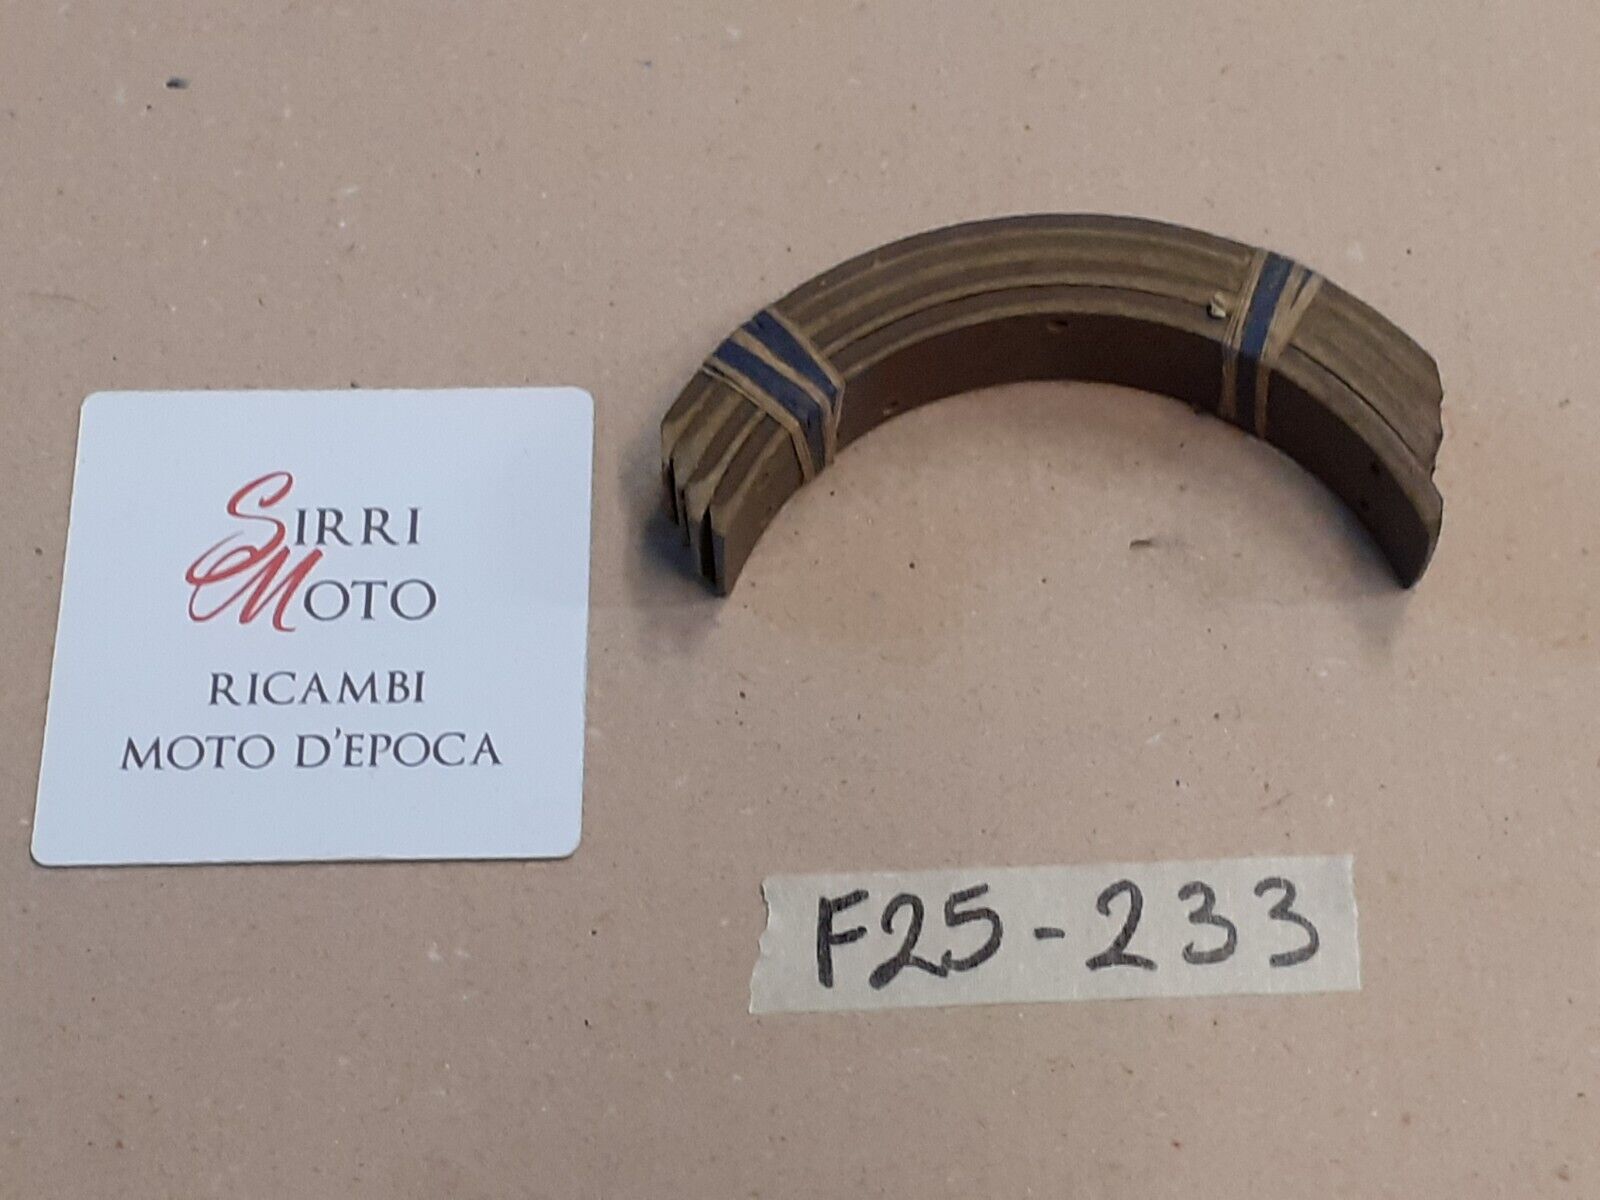 SIRRI
MOTO
RICAMBI
MOTO D'EPOCA
F25-233